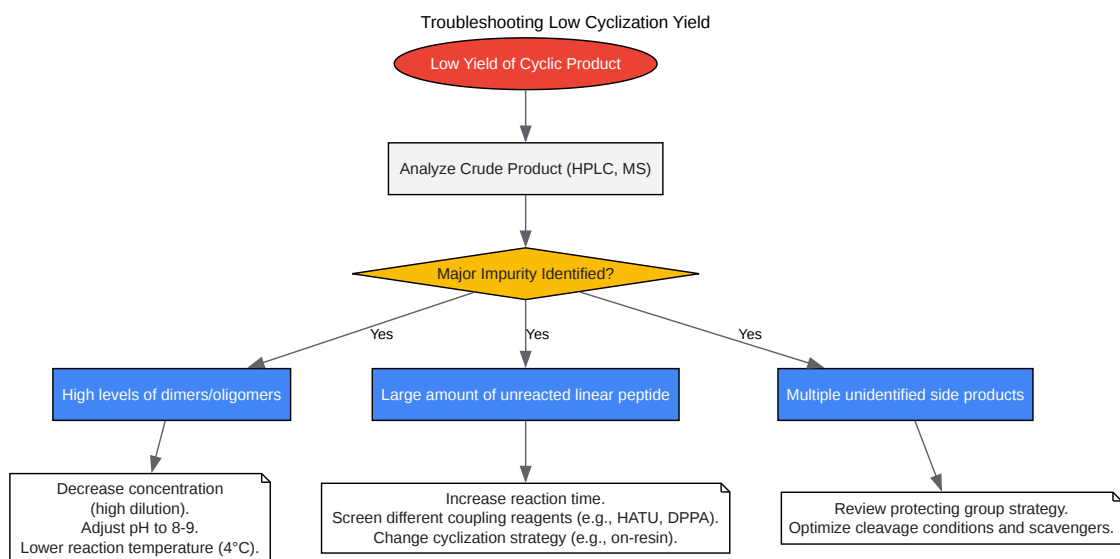 Troubleshooting Low Cyclization Yield
Low Yield of Cyclic Product
Analyze Crude Product (HPLC, MS)
Major Impurity Identified?
Yes
Yes
Yes
High levels of dimers/oligomers
Large amount of unreacted linear peptide
Multiple unidentified side products
Decrease concentration
(high dilution).
Adjust pH to 8-9.
Lower reaction temperature (4°C).
Increase reaction time.
Screen different coupling reagents (e.g., HATU, DPPA).
Change cyclization strategy (e.g., on-resin).
Review protecting group strategy.
Optimize cleavage conditions and scavengers.